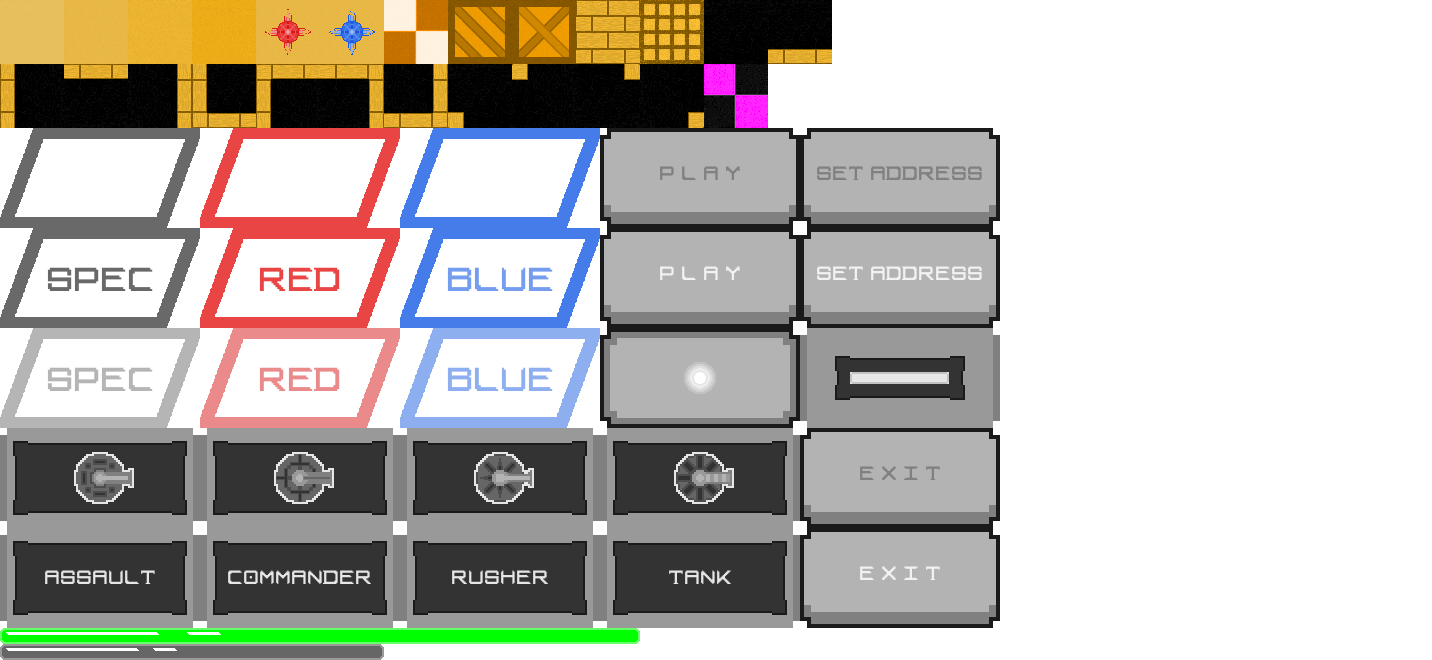 PLAY
SET ADDRESS
SPEC
RED
BLUE
PLAY
SET ADDRESS
SPEC
RED
BLUE
EXIT
ASSAULT
COMMANDER
RUSHER
TANK
EXIT